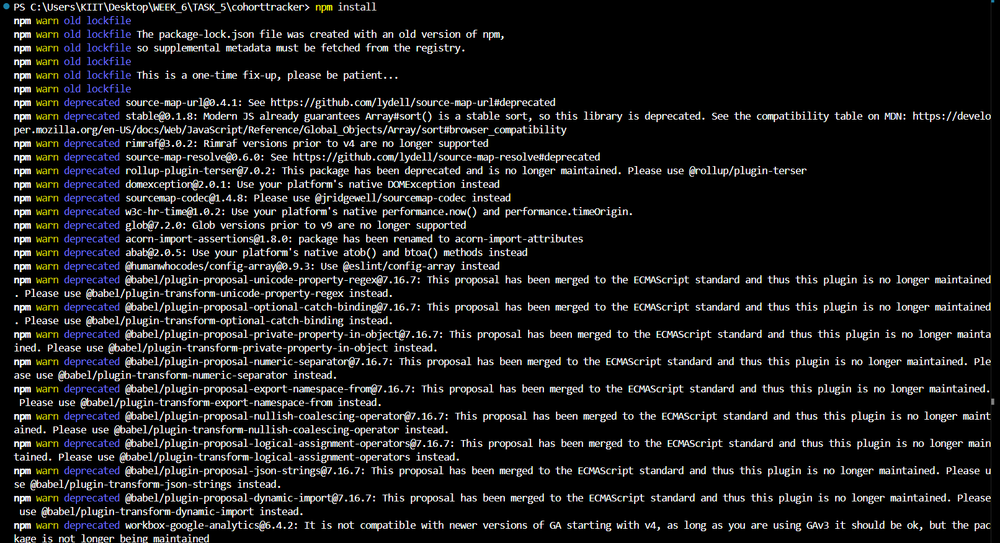 PS C:\Users\KIIT\Desktop\WEEK_6\TASK_5\cohorttracker> npm install
npm warn old lockfile
npm warn old lockfile The package-lock.json file was created with an old version of npm,
npm warn old lockfile so supplemental metadata must be fetched from the registry.
npm warn old lockfile
npm warn old lockfile This is a one-time fix-up, please be patient...
npm warn old lockfile
npm warn deprecated source-map-url@0.4.1: See https://github.com/lydell/source-map-url#deprecated
npm warn deprecated stable@0.1.8: Modern JS already guarantees Array#sort() is a stable sort, so this library is deprecated. See the compatibility table on MDN: https://develo
per.mozilla.org/en-US/docs/Web/JavaScript/Reference/Global_Objects/Array/sort#browser_compatibility
npm warn deprecated rimraf@3.0.2: Rimraf versions prior to v4 are no longer supported
npm warn deprecated source-map-resolve@0.6.0: See https://github.com/lydell/source-map-resolve#deprecated
npm warn deprecated rollup-plugin-terser@7.0.2: This package has been deprecated and is no longer maintained. Please use @rollup/plugin-terser
npm warn deprecated domexception@2.0.1: Use your platform's native DOMException instead
npm warn deprecated sourcemap-codec@1.4.8: Please use @jridgewell/sourcemap-codec instead
npm warn deprecated w3c-hr-time@1.0.2: Use your platform's native performance.now() and performance.timeOrigin.
npm warn deprecated glob@7.2.0: Glob versions prior to v9 are no longer supported
npm warn deprecated acorn-import-assertions@1.8.0: package has been renamed to acorn-import-attributes
npm warn deprecated abab@2.0.5: Use your platform's native atob() and btoa() methods instead
npm warn deprecated @humanwhocodes/config-array@0.9.3: Use @eslint/config-array instead
npm warn deprecated @babel/plugin-proposal-unicode-property-regex@7.16.7: This proposal has been merged to the ECMAScript standard and thus this plugin is no longer maintained
. Please use @babel/plugin-transform-unicode-property-regex instead.
npm warn deprecated @babel/plugin-proposal-optional-catch-binding@7.16.7: This proposal has been merged to the ECMAScript standard and thus this plugin is no longer maintained
. Please use @babel/plugin-transform-optional-catch-binding instead.
npm warn deprecated @babel/plugin-proposal-private-property-in-object@7.16.7: This proposal has been merged to the ECMAScript standard and thus this plugin is no longer mainta
ined. Please use @babel/plugin-transform-private-property-in-object instead.
npm warn deprecated @babel/plugin-proposal-numeric-separator@7.16.7: This proposal has been merged to the ECMAScript standard and thus this plugin is no longer maintained. Ple
ase use @babel/plugin-transform-numeric-separator instead.
npm warn deprecated @babel/plugin-proposal-export-namespace-from@7.16.7: This proposal has been merged to the ECMAScript standard and thus this plugin is no longer maintained.
 Please use @babel/plugin-transform-export-namespace-from instead.
npm warn deprecated @babel/plugin-proposal-nullish-coalescing-operator@7.16.7: This proposal has been merged to the ECMAScript standard and thus this plugin is no longer maint
ained. Please use @babel/plugin-transform-nullish-coalescing-operator instead.
npm warn deprecated @babel/plugin-proposal-logical-assignment-operators@7.16.7: This proposal has been merged to the ECMAScript standard and thus this plugin is no longer main
tained. Please use @babel/plugin-transform-logical-assignment-operators instead.
npm warn deprecated @babel/plugin-proposal-json-strings@7.16.7: This proposal has been merged to the ECMAScript standard and thus this plugin is no longer maintained. Please u
se @babel/plugin-transform-json-strings instead.
npm warn deprecated @babel/plugin-proposal-dynamic-import@7.16.7: This proposal has been merged to the ECMAScript standard and thus this plugin is no longer maintained. Please
 use @babel/plugin-transform-dynamic-import instead.
npm warn deprecated workbox-google-analytics@6.4.2: It is not compatible with newer versions of GA starting with v4, as long as you are using GAv3 it should be ok, but the pac
kage is not longer being maintained